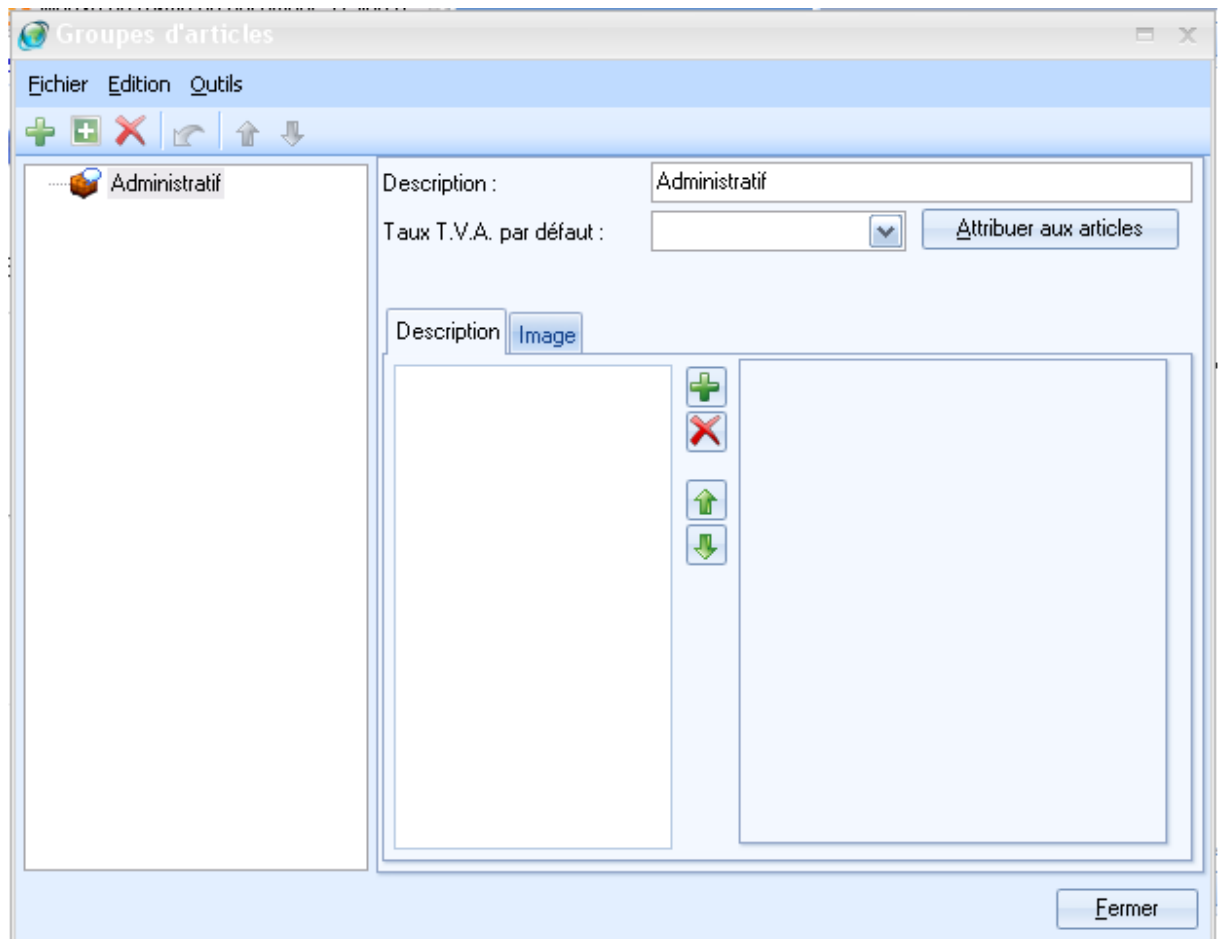 Groupes d'articles
Fichier Edition Outils
Administratif
Description : Administratif
Taux T.V.A. par défaut : Attribuer aux articles
Description Image
Fermer